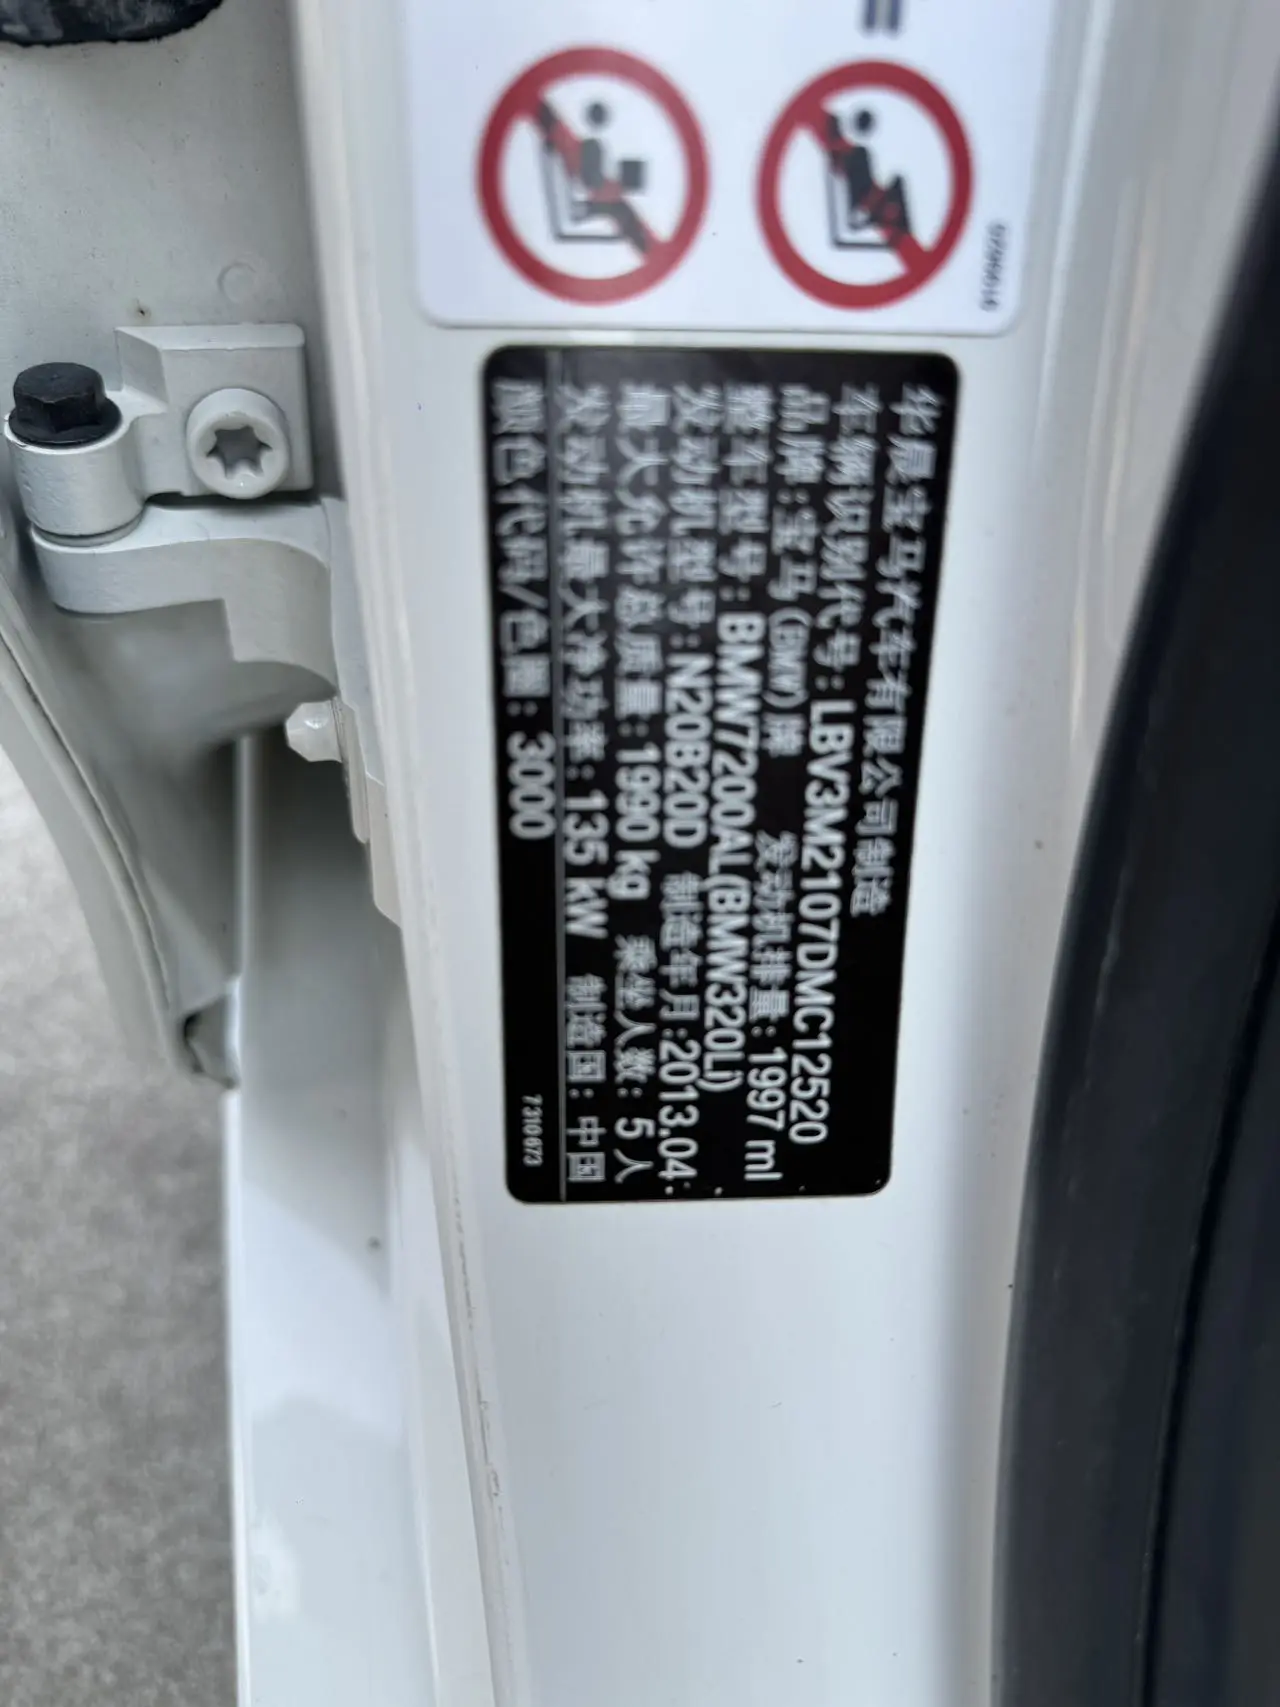 华晨宝马汽车有限公司制造
车辆识别代号：LBV3M2107DMC12520
品牌：宝马(BMW)牌 发动机排量：1997 ml
整车型号：BMW7200AL(BMW320Li)
发动机型号：N20B20D 制造年月：2013.04
最大允许总质量：1990 kg 乘坐人数：5 人
发动机最大净功率：135 kW 制造国：中国
颜色代码/色圈：3000
7310673